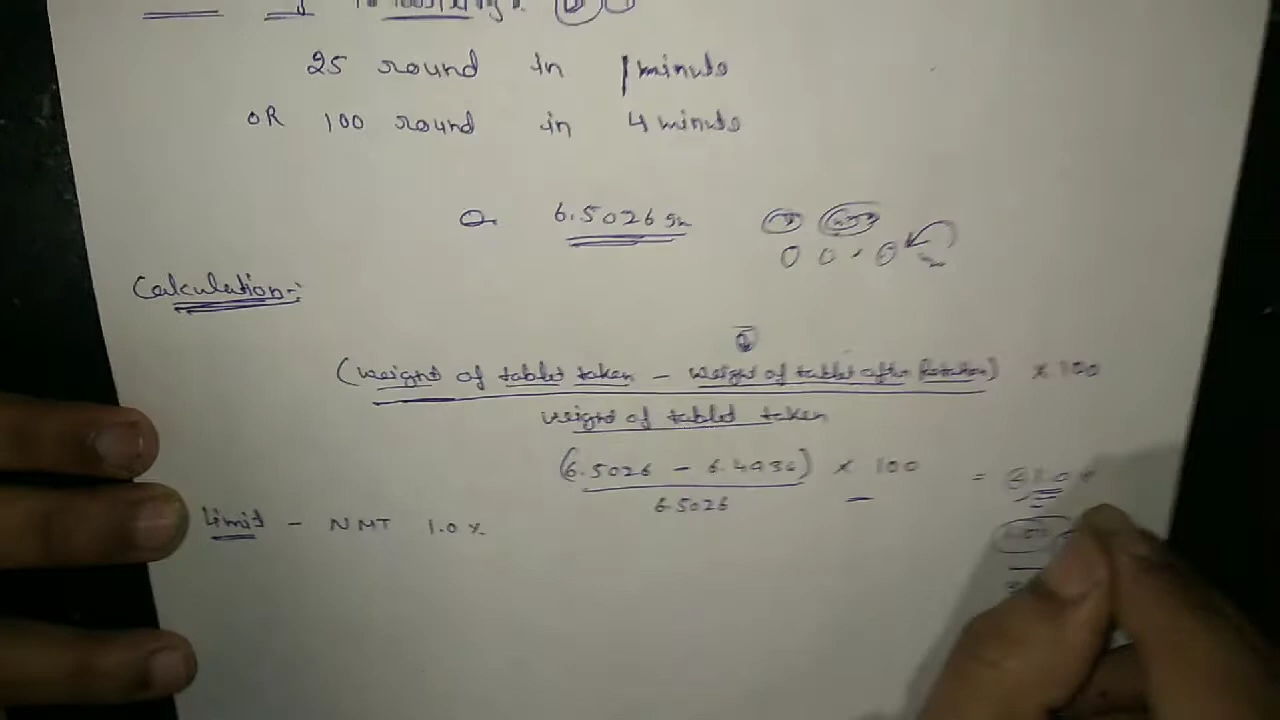 25 round in 1 minute
OR 100 round in 4 minute
6.5026 gm
Calculation:-
(weight of tablet taken - weight of tablet after Rotation) × 100
weight of tablet taken
(6.5026 - 6.4936) × 100 =
6.5026
Limit - NMT 1.0 %